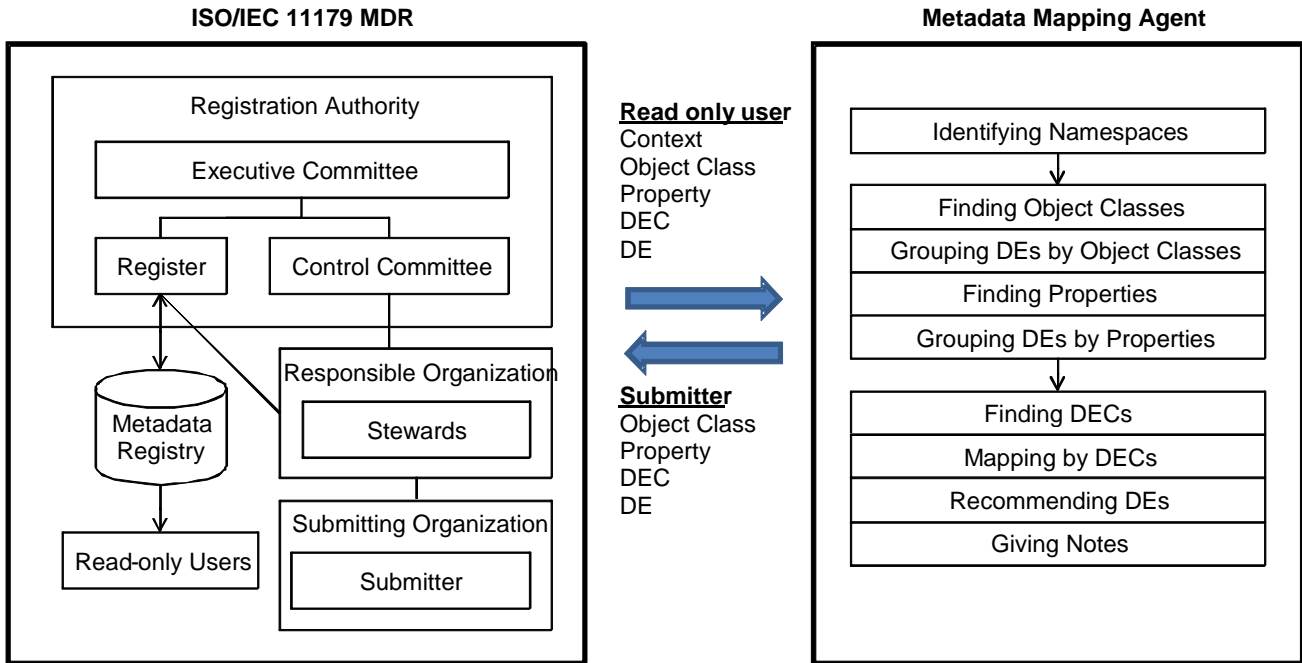 ISO/IEC 11179 MDR
Registration Authority
Executive Committee
Register
Control Committee
Responsible Organization
Stewards
Metadada
Registry
Submitting Organization
Submitter
Read-only Users
Read only user
Context
Object Class
Property
DEC
DE
Submitter
Object Class
Property
DEC
DE
Metadata Mapping Agent
Identifying Namespaces
Finding Object Classes
Grouping DEs by Object Classes
Finding Properties
Grouping DEs by Properties
Finding DECs
Mapping by DECs
Recommending DEs
Giving Notes